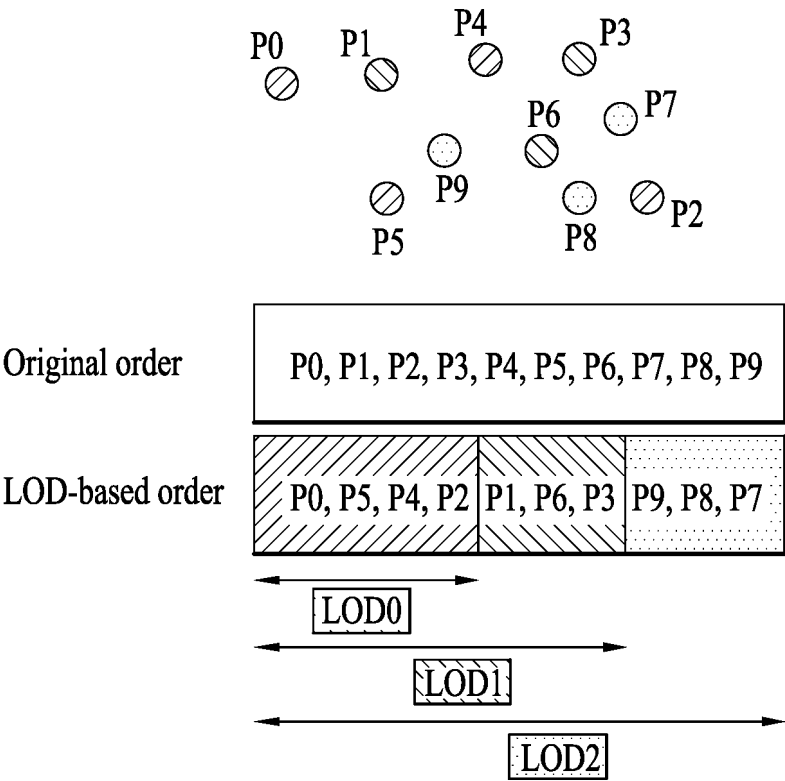 P0 P1 P4 P3
P7
P6
P9
P5 P8 P2
Original order P0, P1, P2, P3, P4, P5, P6, P7, P8, P9
LOD-based order P0, P5, P4, P2 P1, P6, P3 P9, P8, P7
LOD0
LOD1
LOD2